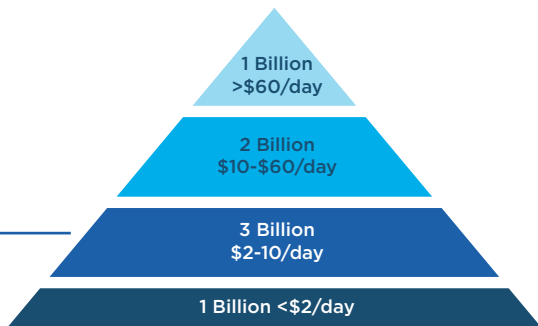 1 Billion
>$60/day
2 Billion
$10-$60/day
3 Billion
$2-10/day
1 Billion <$2/day